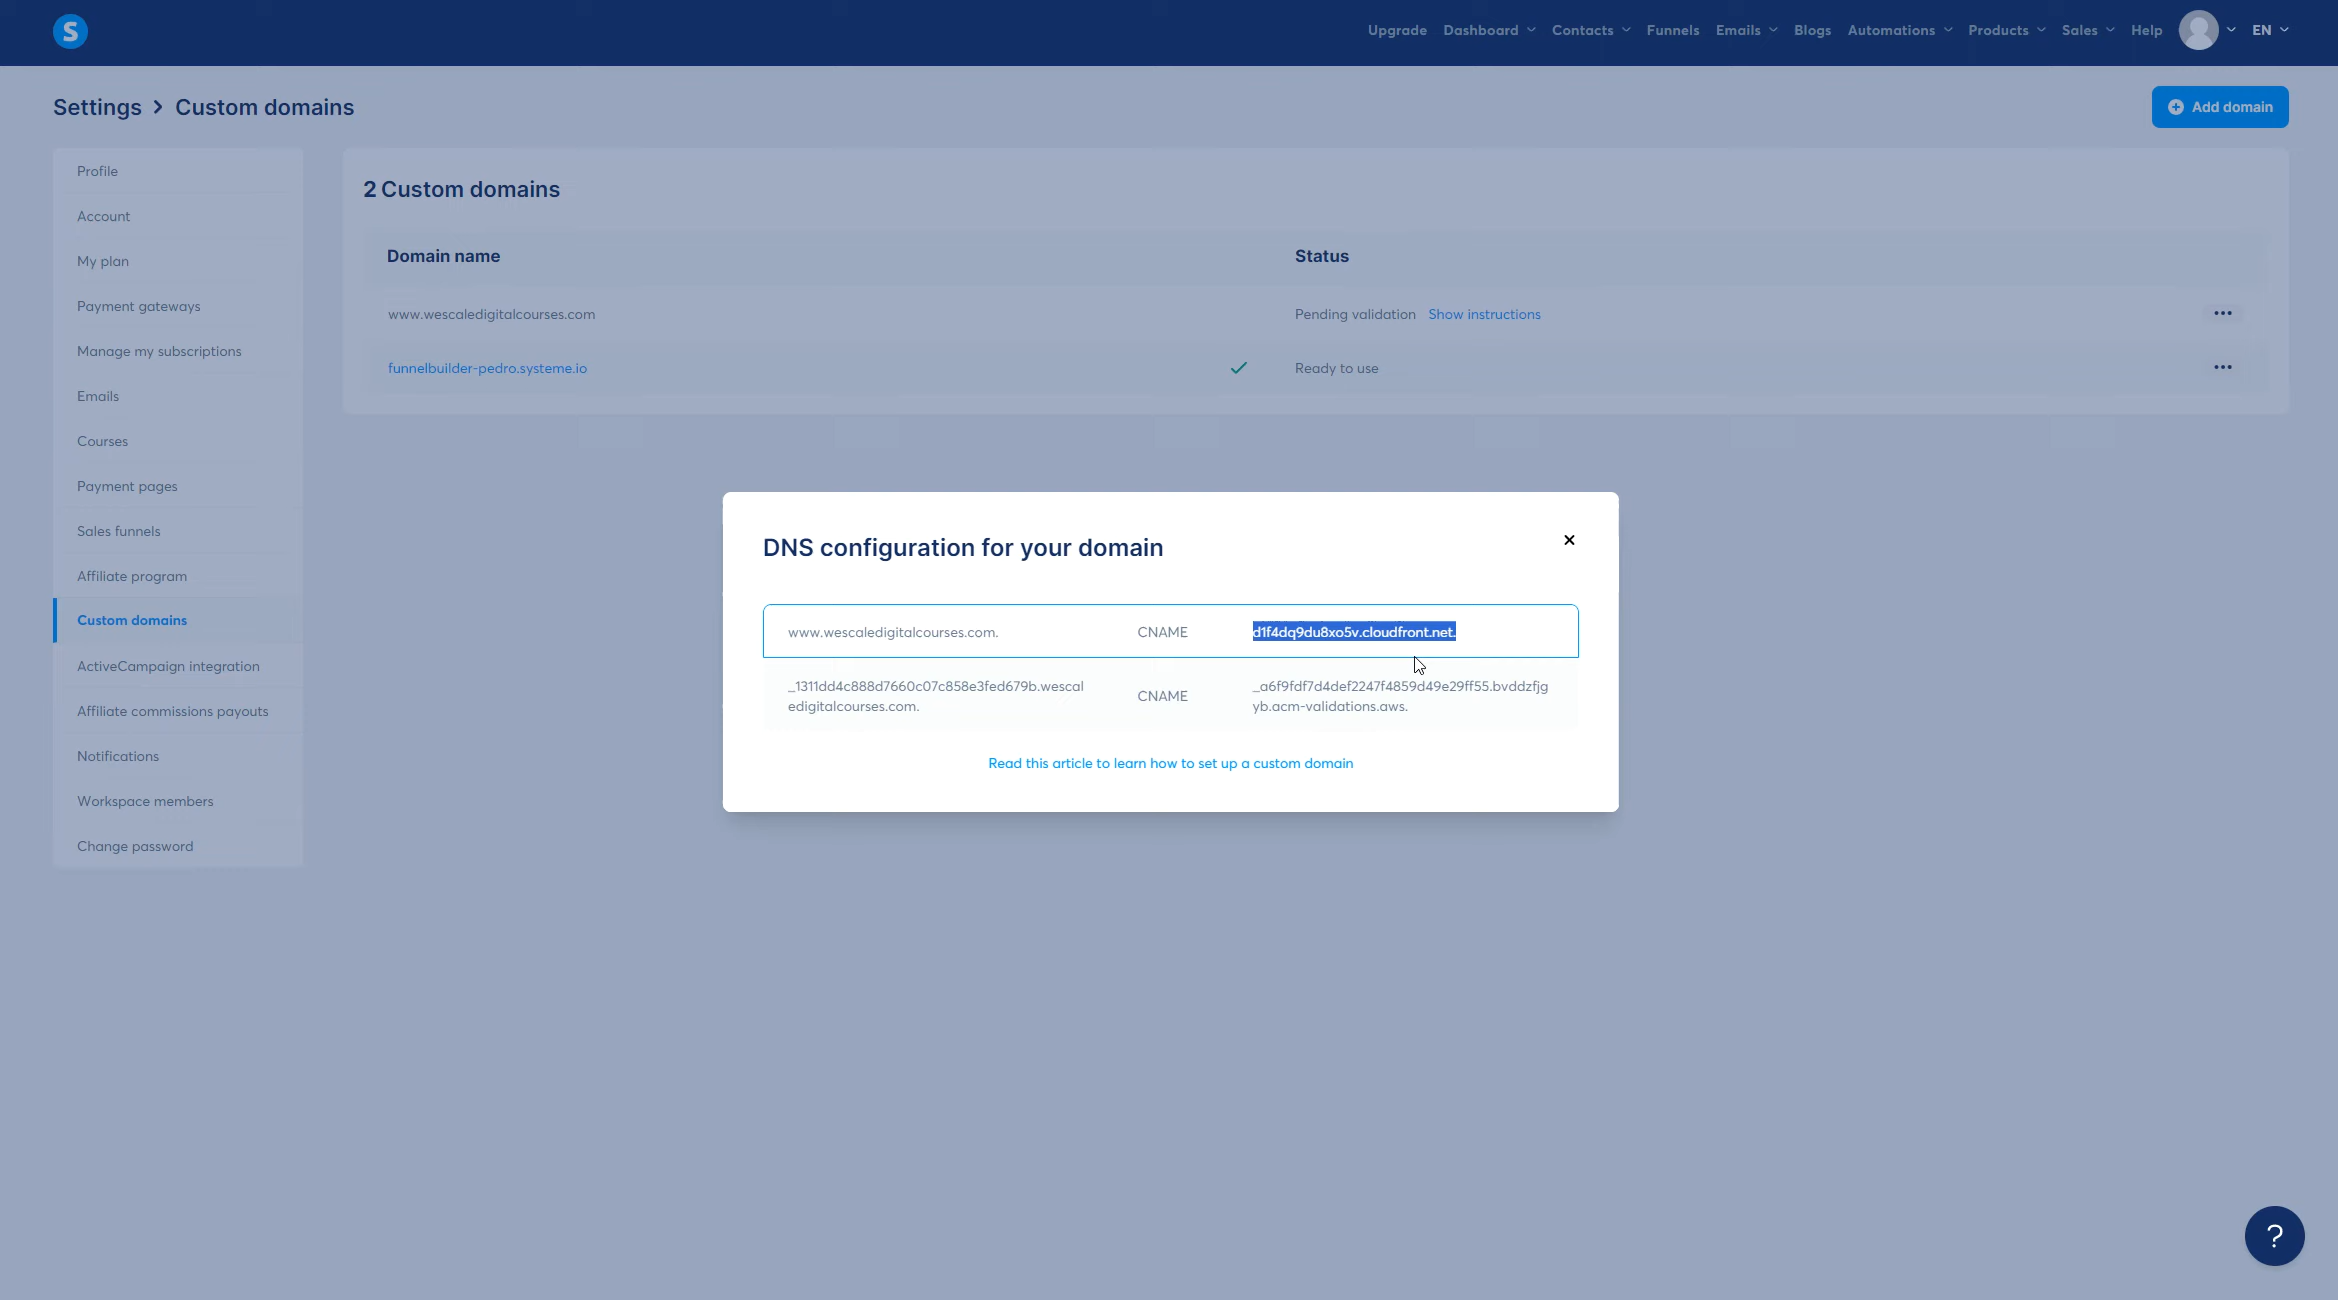 S
Upgrade Dashboard Contacts Funnels Emails Blogs Automations Products Sales Help EN
Settings > Custom domains
Add domain
Profile
Account
My plan
Payment gateways
Manage my subscriptions
Emails
Courses
Payment pages
Sales funnels
Affiliate program
Custom domains
ActiveCampaign integration
Affiliate commissions payouts
Notifications
Workspace members
Change password
2 Custom domains
Domain name Status
www.wescaledigitalcourses.com Pending validation Show instructions
funnelbuilder-pedro.systeme.io Ready to use
DNS configuration for your domain
www.wescaledigitalcourses.com. CNAME d1f4dq9du8xo5v.cloudfront.net.
_1311dd4c888d7660c07c858e3fed679b.wescal
edigitalcourses.com.
CNAME
_a6f9fdf7d4def2247f4859d49e29ff55.bvddzfjg
yb.acm-validations.aws.
Read this article to learn how to set up a custom domain
?